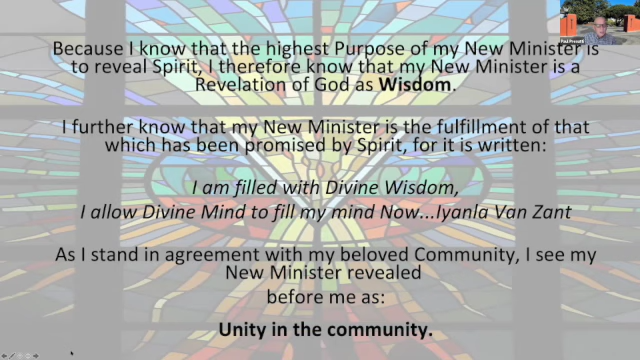 Because I know that the highest Purpose of my New Minister is
to reveal Spirit, I therefore know that my New Minister is a
Revelation of God as Wisdom.
I further know that my New Minister is the fulfillment of that
which has been promised by Spirit, for it is written:
I am filled with Divine Wisdom,
I allow Divine Mind to fill my mind Now...Iyanla Van Zant
As I stand in agreement with my beloved Community, I see my
New Minister revealed
before me as:
Unity in the community.